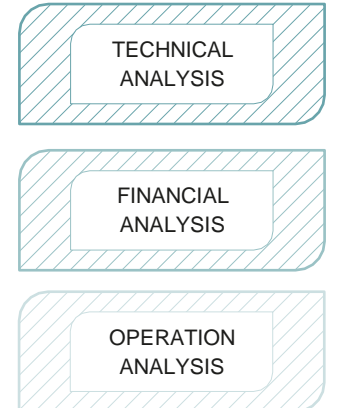 TECHNICAL
ANALYSIS
FINANCIAL
ANALYSIS
OPERATION
ANALYSIS